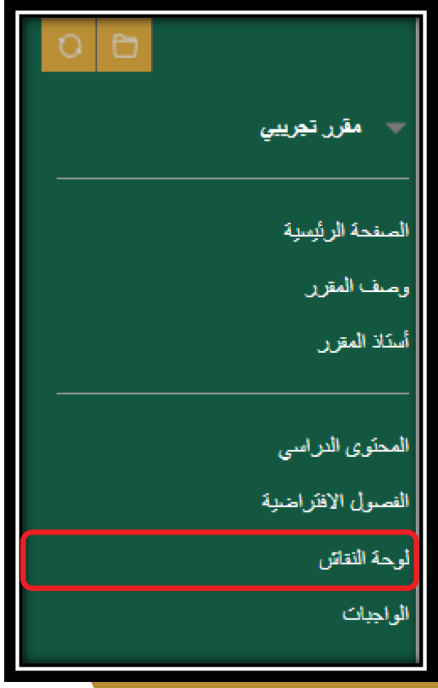 مقرر تجريبي
الصفحة الرئيسية
وصف المقرر
أستاذ المقرر
المحتوى الدراسي
الفصول الافتراضية
لوحة النقاش
الواجبات